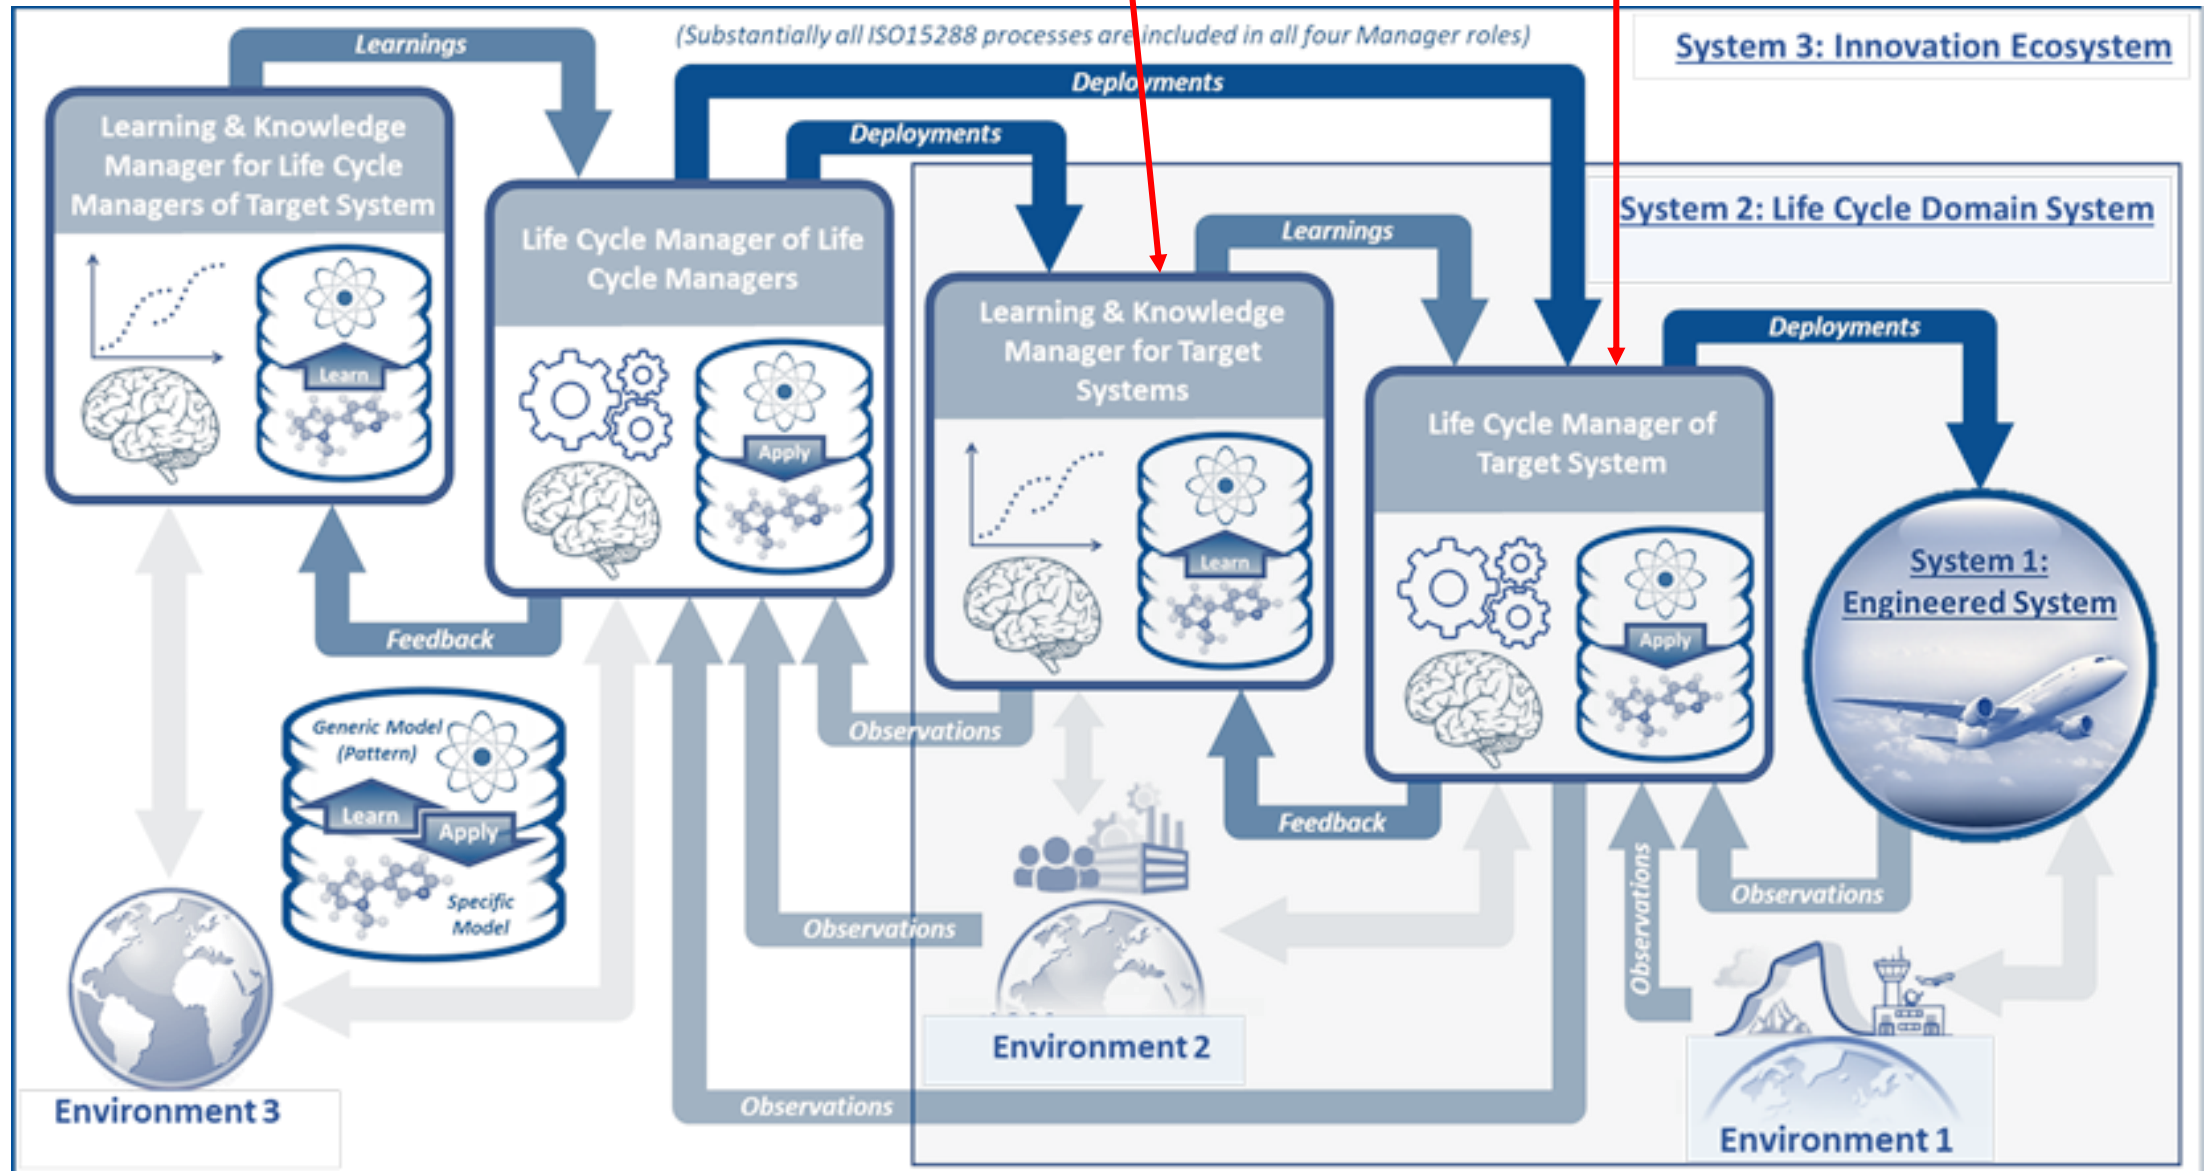 Learnings
(Substantially all ISO15288 processes are included in all four Manager roles)
System 3: Innovation Ecosystem
Deployments
Deployments
Learning & Knowledge
Manager for Life Cycle
Managers of Target System
Learn
Life Cycle Manager of Life
Cycle Managers
Apply
System 2: Life Cycle Domain System
Learnings
Learning & Knowledge
Manager for Target
Systems
Learn
Deployments
Life Cycle Manager of
Target System
Apply
System 1:
Engineered System
Feedback
Generic Model
(Pattern)
Learn
Apply
Specific
Model
Observations
Feedback
Observations
Observations
Observations
Observations
Environment 3
Environment 2
Environment 1